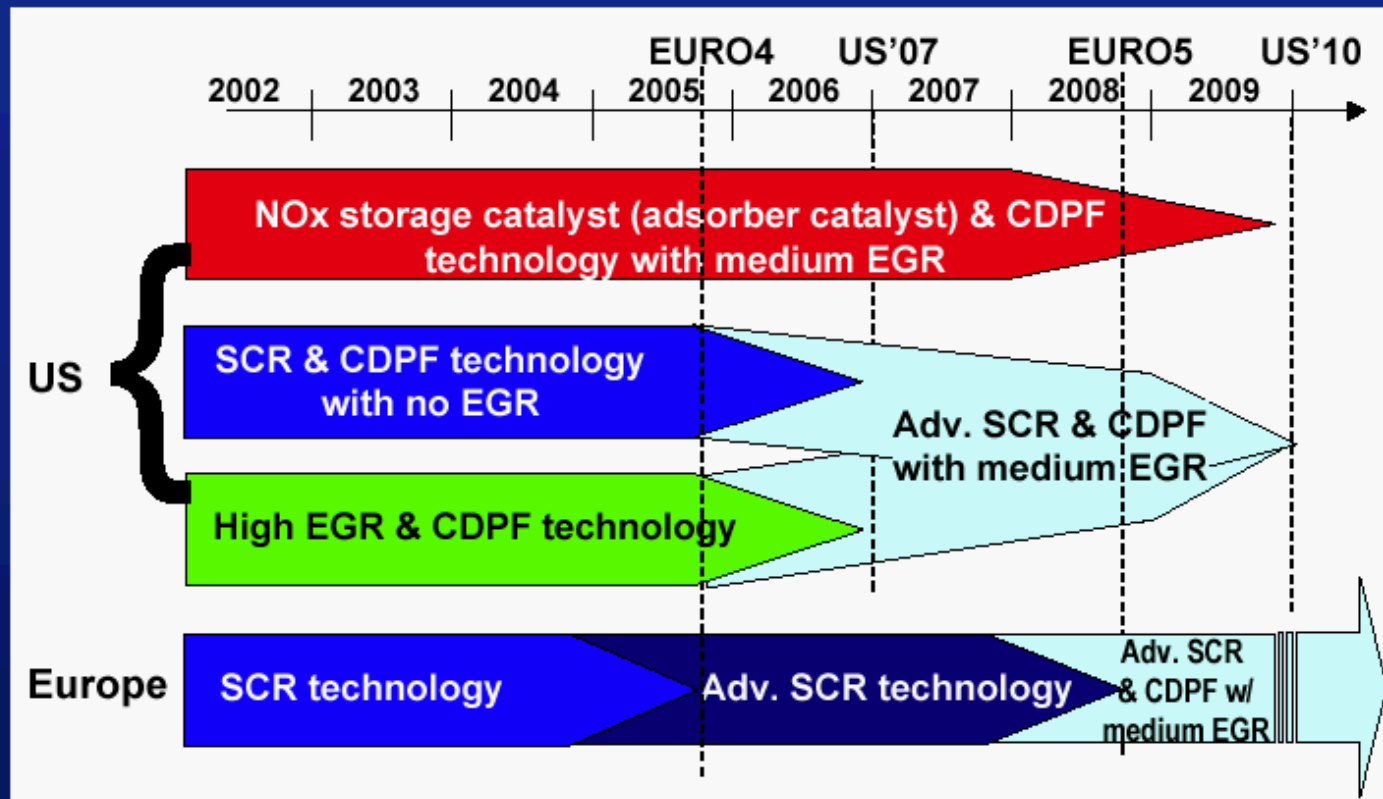 EURO4 US'07 EURO5 US'10
2002 2003 2004 2005 2006 2007 2008 2009
NOx storage catalyst (adsorber catalyst) & CDPF
technology with medium EGR
US
SCR & CDPF technology
with no EGR
Adv. SCR & CDPF
with medium EGR
High EGR & CDPF technology
Europe
SCR technology
Adv. SCR technology
Adv. SCR
& CDPF w/
medium EGR